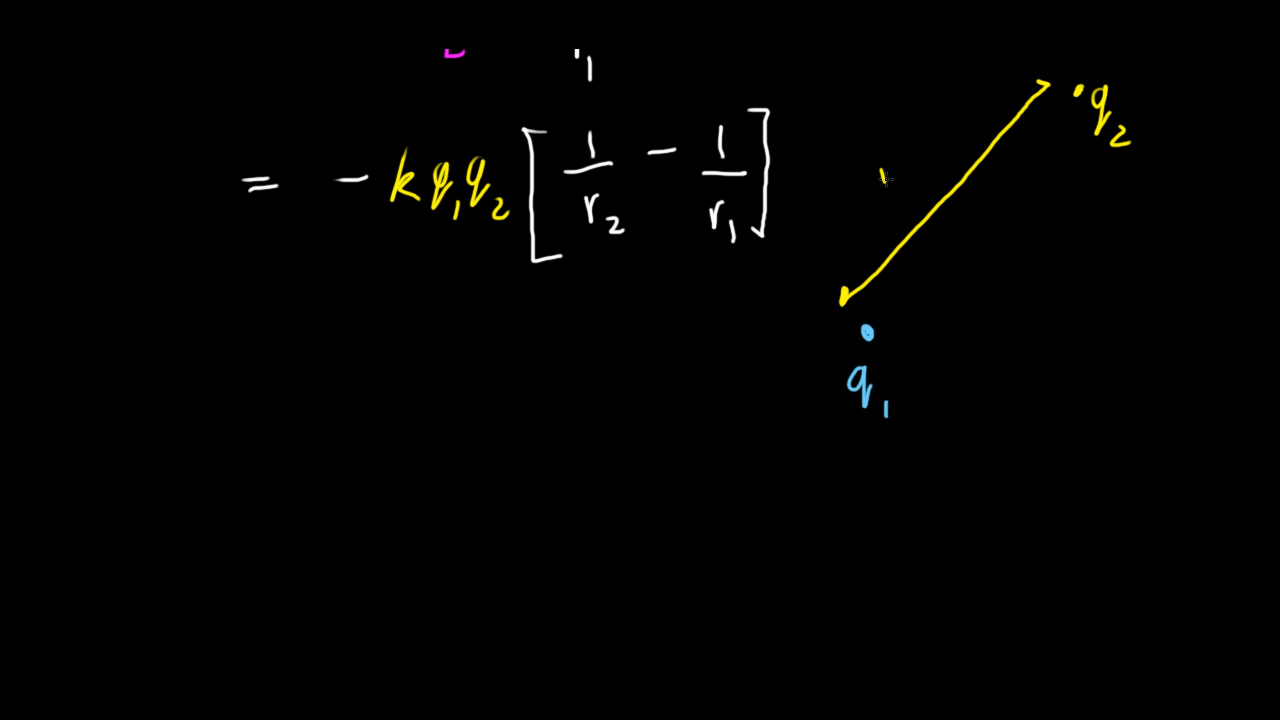 = - kq₁q₂ [ 1/r₂ - 1/r₁ ]
q₂
q₁